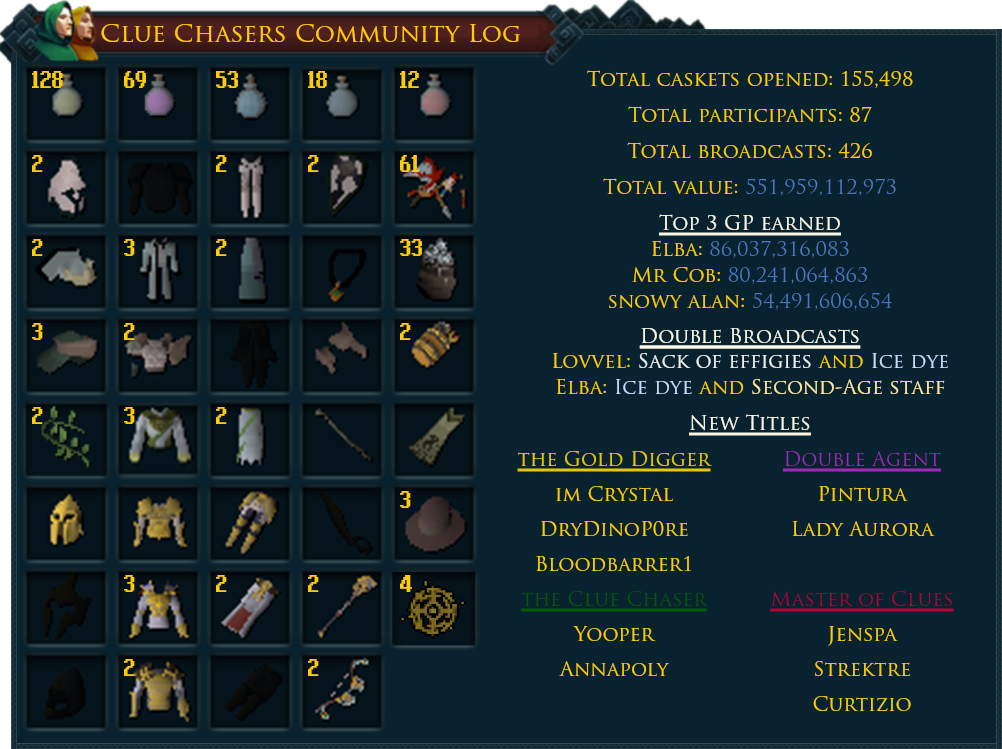 Clue Chasers Community Log
128 69 53 18 12
2 2 2 61
2 3 2 33
3 2 2
2 3 2
3
3 2 2 4
2 2
Total caskets opened: 155,498
Total participants: 87
Total broadcasts: 426
Total value: 551,959,112,973
Top 3 GP earned
Elba: 86,037,316,083
Mr Cob: 80,241,064,863
snowy alan: 54,491,606,654
Double Broadcasts
Lovvel: Sack of effigies and Ice dye
Elba: Ice dye and Second-Age staff
New Titles
the Gold Digger
im Crystal
DryDinoP0re
Bloodbarrer1
Double Agent
Pintura
Lady Aurora
the Clue Chaser
Yooper
Annapoly
Master of Clues
Jenspa
Strektre
Curtizio